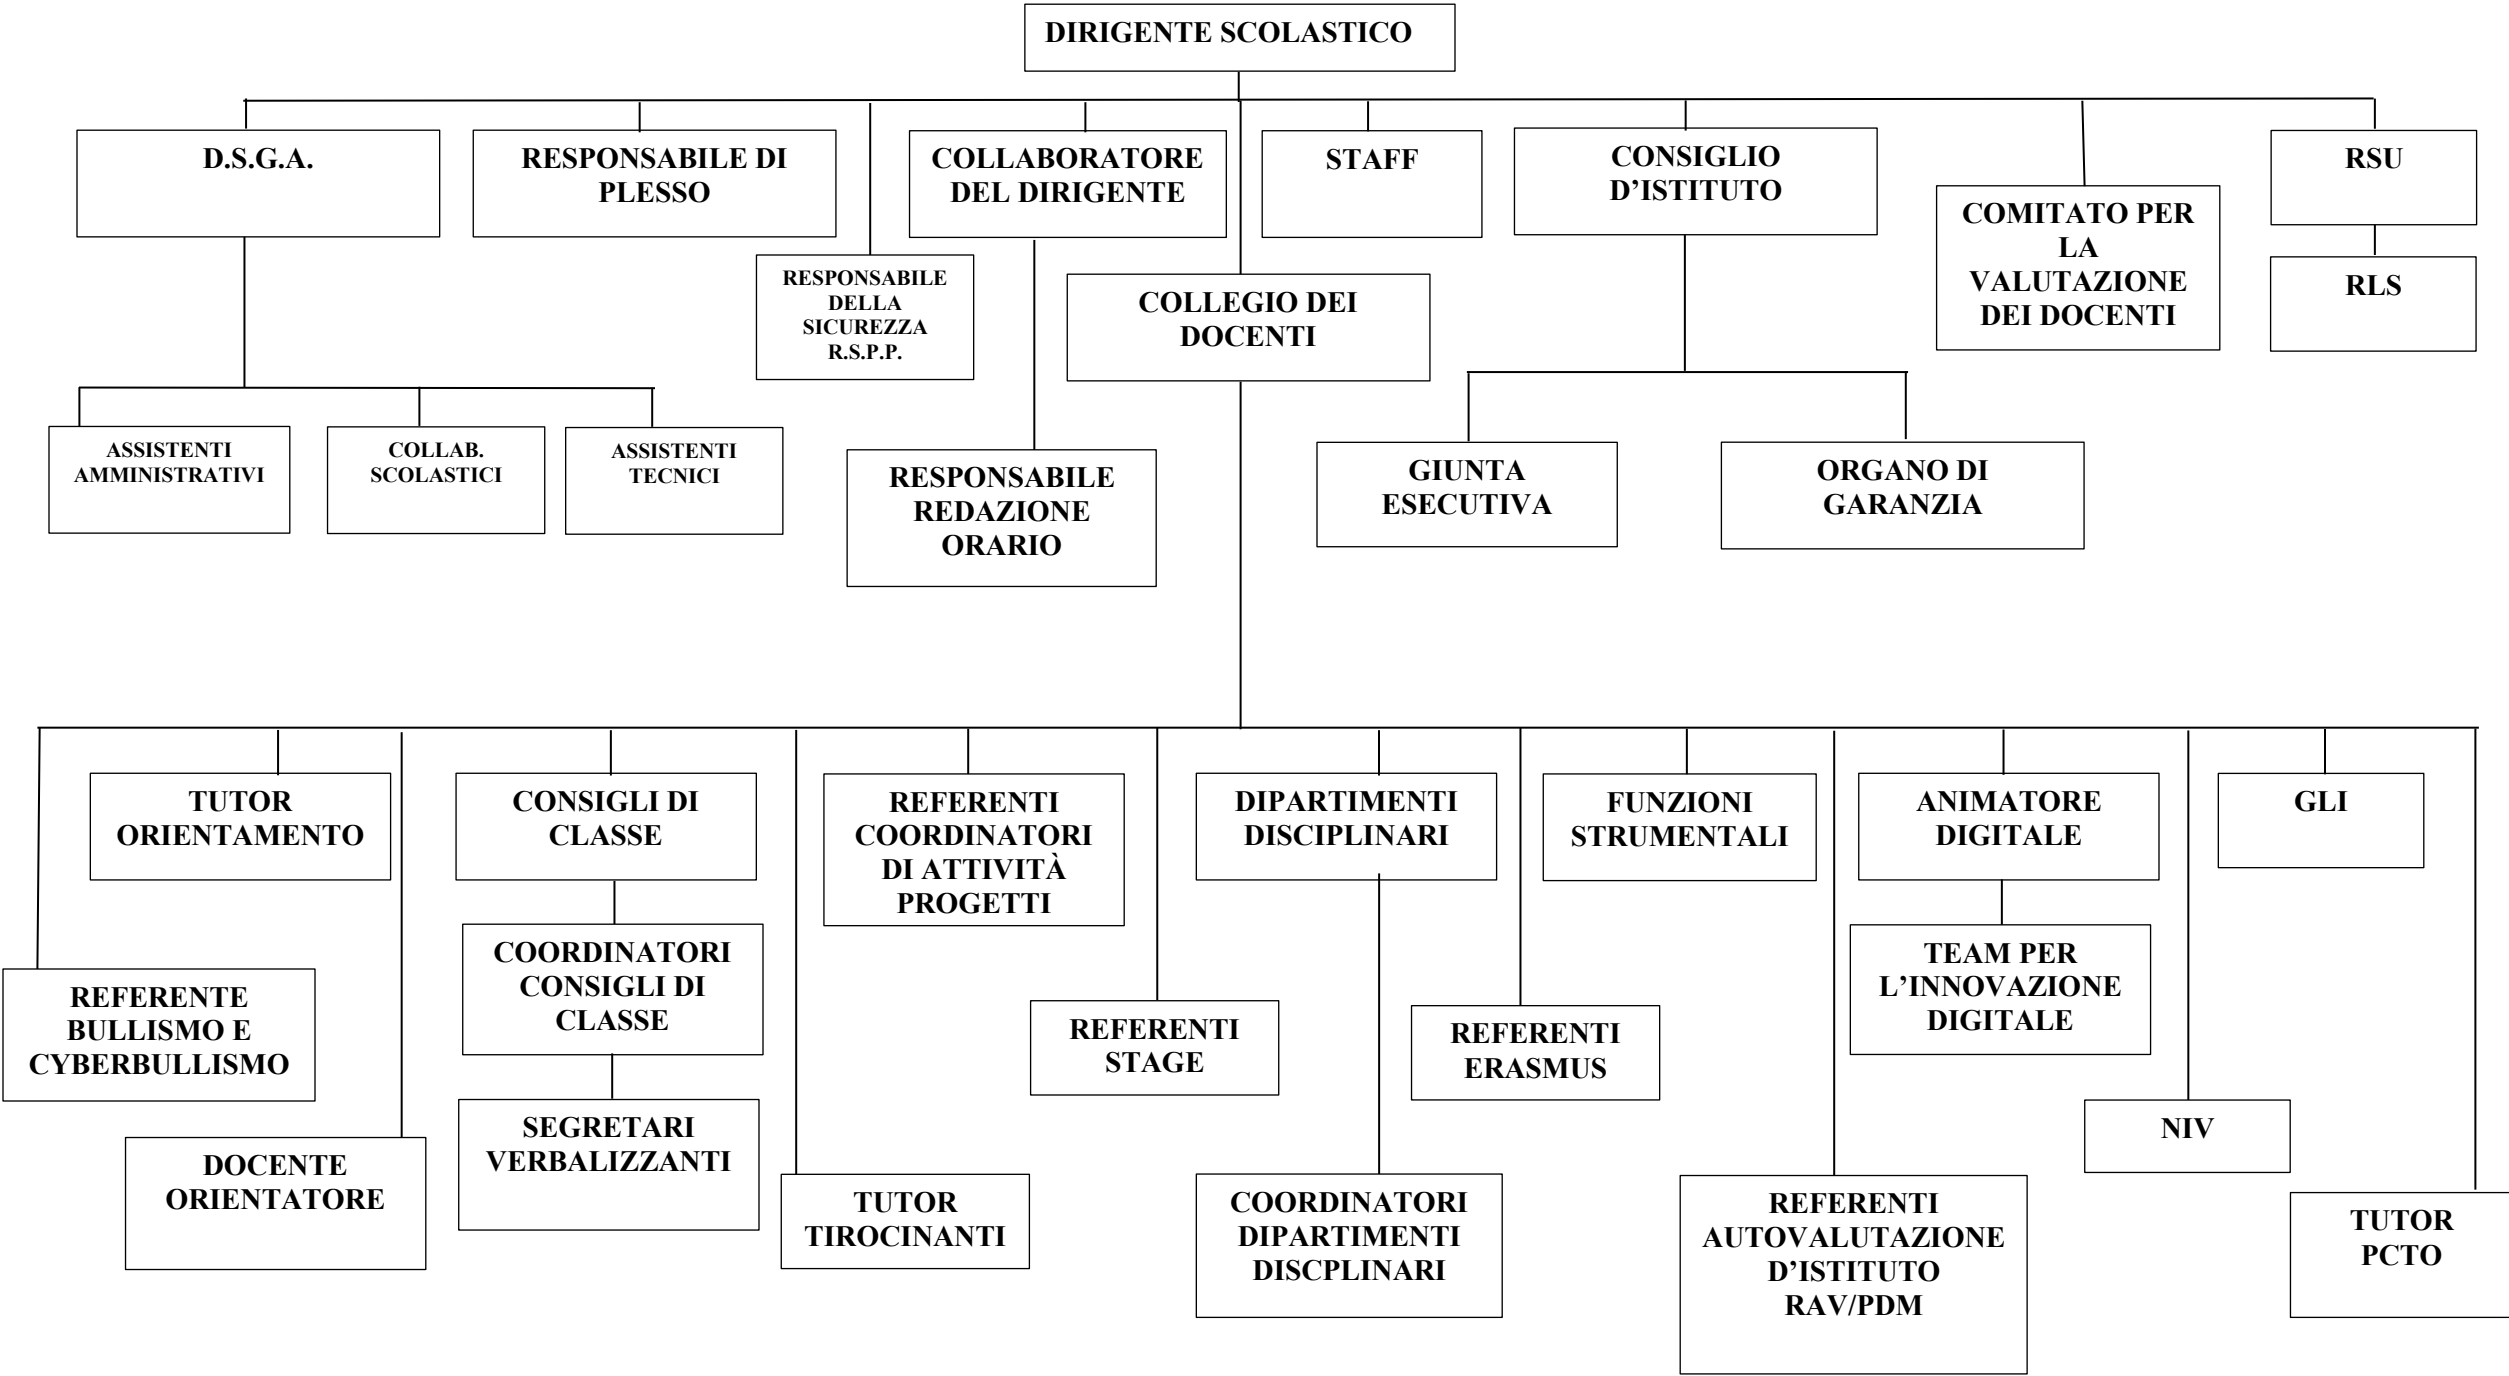 DIRIGENTE SCOLASTICO
D.S.G.A.
RESPONSABILE DI
PLESSO
RESPONSABILE
DELLA
SICUREZZA
R.S.P.P.
COLLABORATORE
DEL DIRIGENTE
COLLEGIO DEI
DOCENTI
STAFF
CONSIGLIO
D’ISTITUTO
COMITATO PER
LA
VALUTAZIONE
DEI DOCENTI
RSU
RLS
ASSISTENTI
AMMINISTRATIVI
COLLAB.
SCOLASTICI
ASSISTENTI
TECNICI
RESPONSABILE
REDAZIONE
ORARIO
GIUNTA
ESECUTIVA
ORGANO DI
GARANZIA
TUTOR
ORIENTAMENTO
CONSIGLI DI
CLASSE
REFERENTI
COORDINATORI
DI ATTIVITÀ
PROGETTI
DIPARTIMENTI
DISCIPLINARI
FUNZIONI
STRUMENTALI
ANIMATORE
DIGITALE
GLI
REFERENTE
BULLISMO E
CYBERBULLISMO
COORDINATORI
CONSIGLI DI
CLASSE
REFERENTI
STAGE
REFERENTI
ERASMUS
TEAM PER
L’INNOVAZIONE
DIGITALE
DOCENTE
ORIENTATORE
SEGRETARI
VERBALIZZANTI
TUTOR
TIROCINANTI
COORDINATORI
DIPARTIMENTI
DISCPLINARI
REFERENTI
AUTOVALUTAZIONE
D’ISTITUTO
RAV/PDM
NIV
TUTOR
PCTO